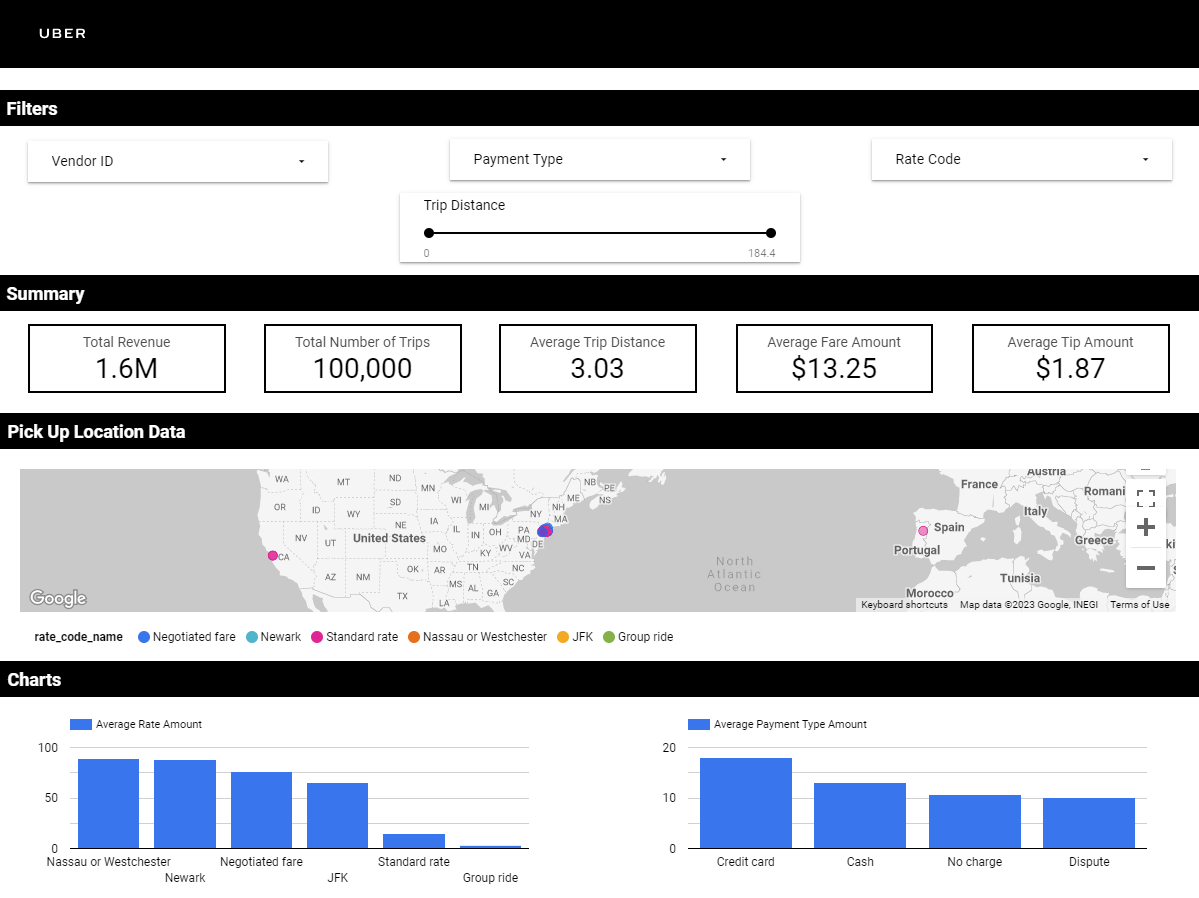 UBER
Filters
Vendor ID
Payment Type
Rate Code
Trip Distance
0 184.4
Summary
Total Revenue
1.6M
Total Number of Trips
100,000
Average Trip Distance
3.03
Average Fare Amount
$13.25
Average Tip Amount
$1.87
Pick Up Location Data
WA
MT
ND
MN
OR
ID
WY
SD
WI
MI
NB
PE
NS
ME
NH
MA
NY
NV
UT
NE
IA
IL
IN
OH
PA
MD
DE
United States
CA
MO
KY
WV
VA
AZ
NM
OK
AR
TN
NC
SC
TX
MS
AL
GA
LA
North
Atlantic
Ocean
Austria
France
Romani
Italy
Spain
Greece
Portugal
ki
Tunisia
Morocco
Google
Keyboard shortcuts Map data ©2023 Google, INEGI Terms of Use
rate_code_name Negotiated fare Newark Standard rate Nassau or Westchester JFK Group ride
Charts
Average Rate Amount
100
50
0
Nassau or Westchester
Newark
Negotiated fare
JFK
Standard rate
Group ride
Average Payment Type Amount
20
10
0
Credit card
Cash
No charge
Dispute